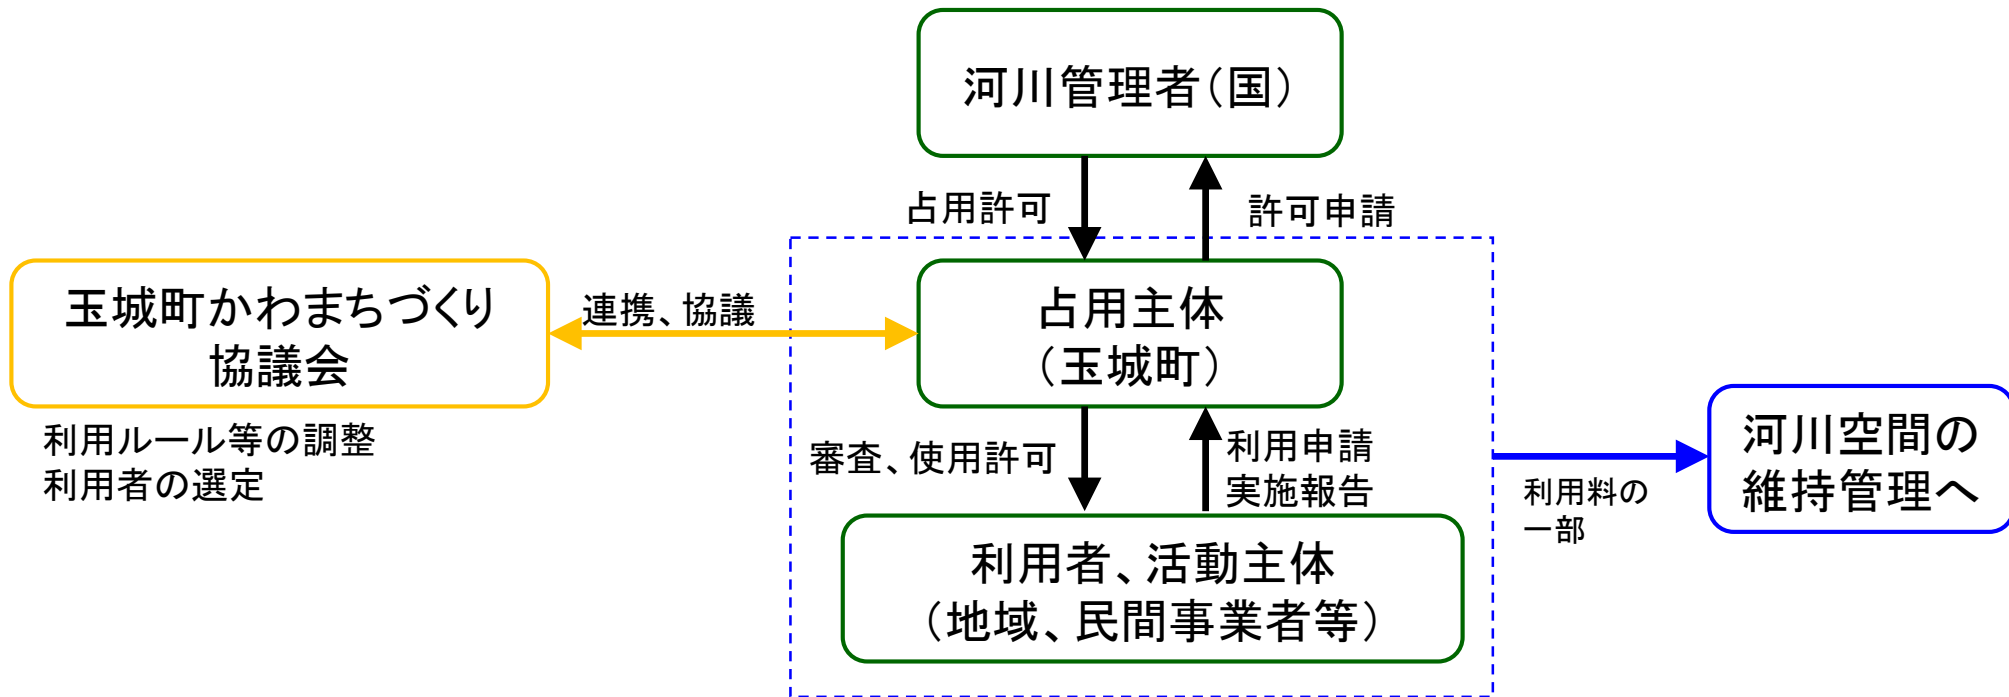 河川管理者(国)
占用許可
許可申請
玉城町かわまちづくり
協議会
連携、協議
占用主体
(玉城町)
利用ルール等の調整
利用者の選定
審査、使用許可
利用申請
実施報告
利用料の
一部
河川空間の
維持管理へ
利用者、活動主体
(地域、民間事業者等)